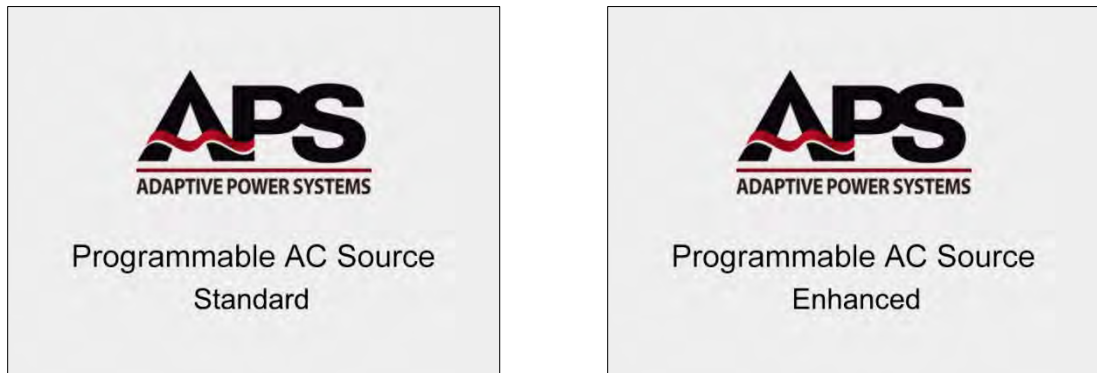 APS
ADAPTIVE POWER SYSTEMS
Programmable AC Source
Standard
APS
ADAPTIVE POWER SYSTEMS
Programmable AC Source
Enhanced